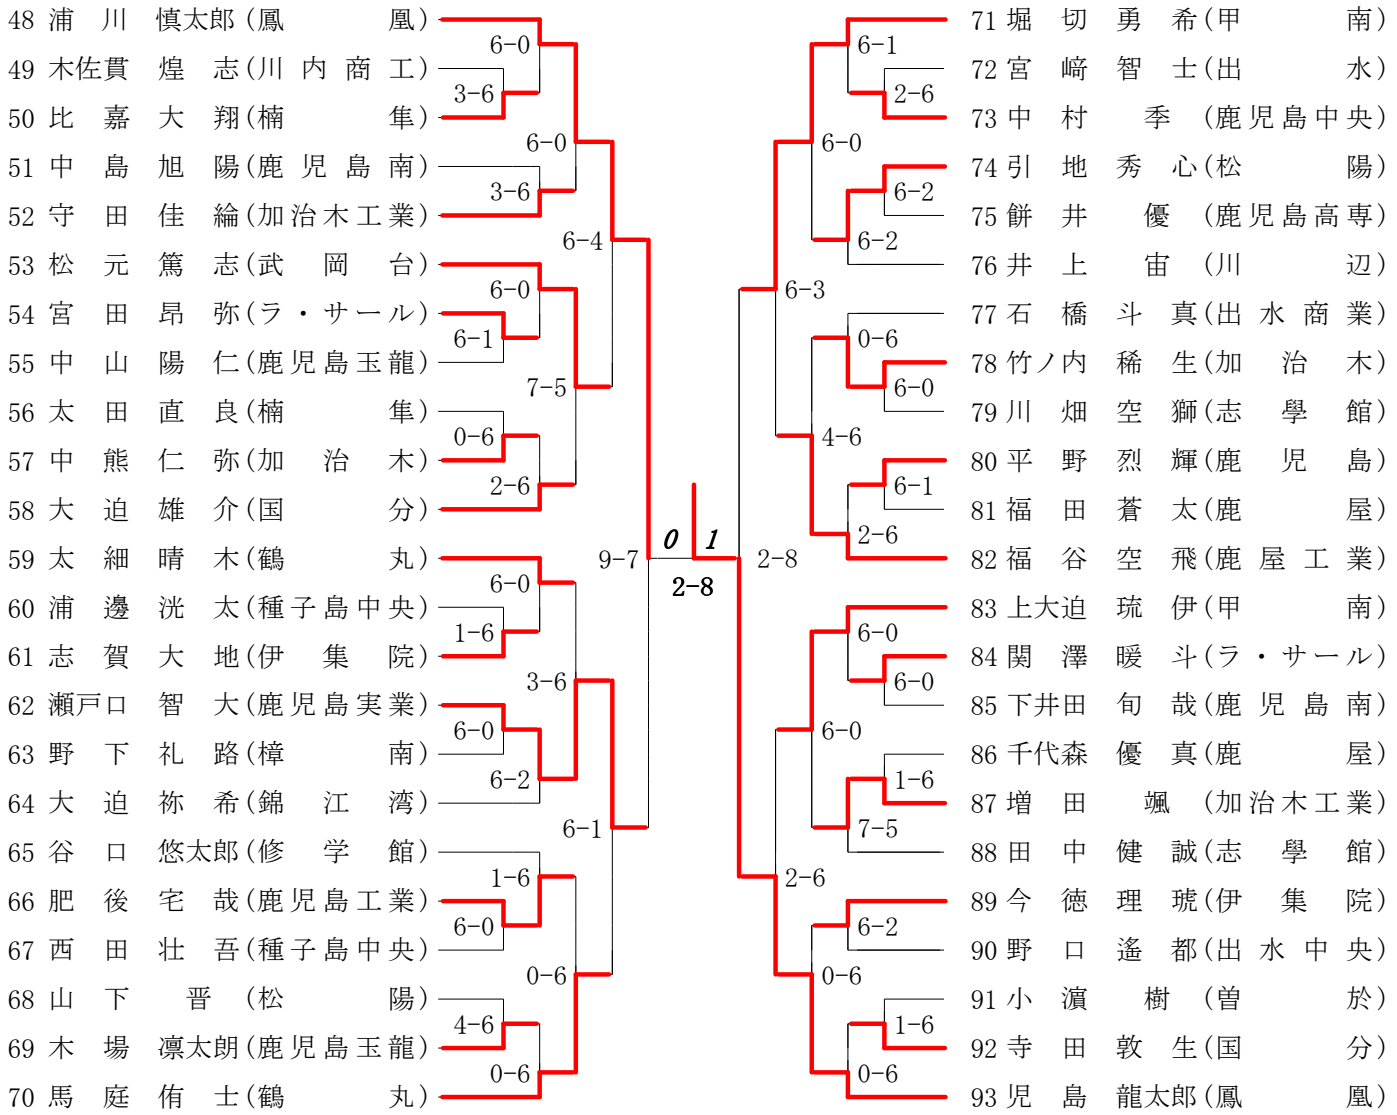 48 浦川 慎太郎 (鳳凰)
49 木佐貫 煌志 (川内商工)
50 比嘉 大翔 (楠隼)
51 中島 旭陽 (鹿児島南)
52 守田 佳綸 (加治木工業)
53 松元 篤志 (武岡台)
54 宮田 昂弥 (ラ・サール)
55 中山 陽仁 (鹿児島玉龍)
56 太田 直良 (楠隼)
57 中熊 仁弥 (加治木)
58 大迫 雄介 (国分)
59 太細 晴木 (鶴丸)
60 浦邊 洸太 (種子島中央)
61 志賀 大地 (伊集院)
62 瀬戸口 智大 (鹿児島実業)
63 野下 礼路 (樟南)
64 大迫 祢希 (錦江湾)
65 谷口 悠太郎 (修学館)
66 肥後 宅哉 (鹿児島工業)
67 西田 壮吾 (種子島中央)
68 山下 晋 (松陽)
69 木場 凛太朗 (鹿児島玉龍)
70 馬庭 侑士 (鶴丸)
6-0
3-6
6-0
3-6
6-4
6-0
6-1
7-5
0-6
2-6
9-7
6-0
1-6
3-6
6-0
6-2
6-1
1-6
6-0
0-6
4-6
0-6
0 1
2-8
2-8
6-1
2-6
6-0
6-2
6-2
6-3
0-6
6-0
4-6
6-1
2-6
6-0
6-0
6-0
1-6
7-5
2-6
6-2
0-6
1-6
0-6
71 堀切 勇希 (甲南)
72 宮﨑 智士 (出水)
73 中村 季 (鹿児島中央)
74 引地 秀心 (松陽)
75 餅井 優 (鹿児島高専)
76 井上 宙 (川辺)
77 石橋 斗真 (出水商業)
78 竹ノ内 稀生 (加治木)
79 川畑 空獅 (志學館)
80 平野 烈輝 (鹿児島)
81 福田 蒼太 (鹿屋)
82 福谷 空飛 (鹿屋工業)
83 上大迫 琉伊 (甲南)
84 関澤 暖斗 (ラ・サール)
85 下井田 旬哉 (鹿児島南)
86 千代森 優真 (鹿屋)
87 増田 颯 (加治木工業)
88 田中 健誠 (志學館)
89 今徳 理琥 (伊集院)
90 野口 遙都 (出水中央)
91 小濵 樹 (曽於)
92 寺田 敦生 (国分)
93 児島 龍太郎 (鳳凰)